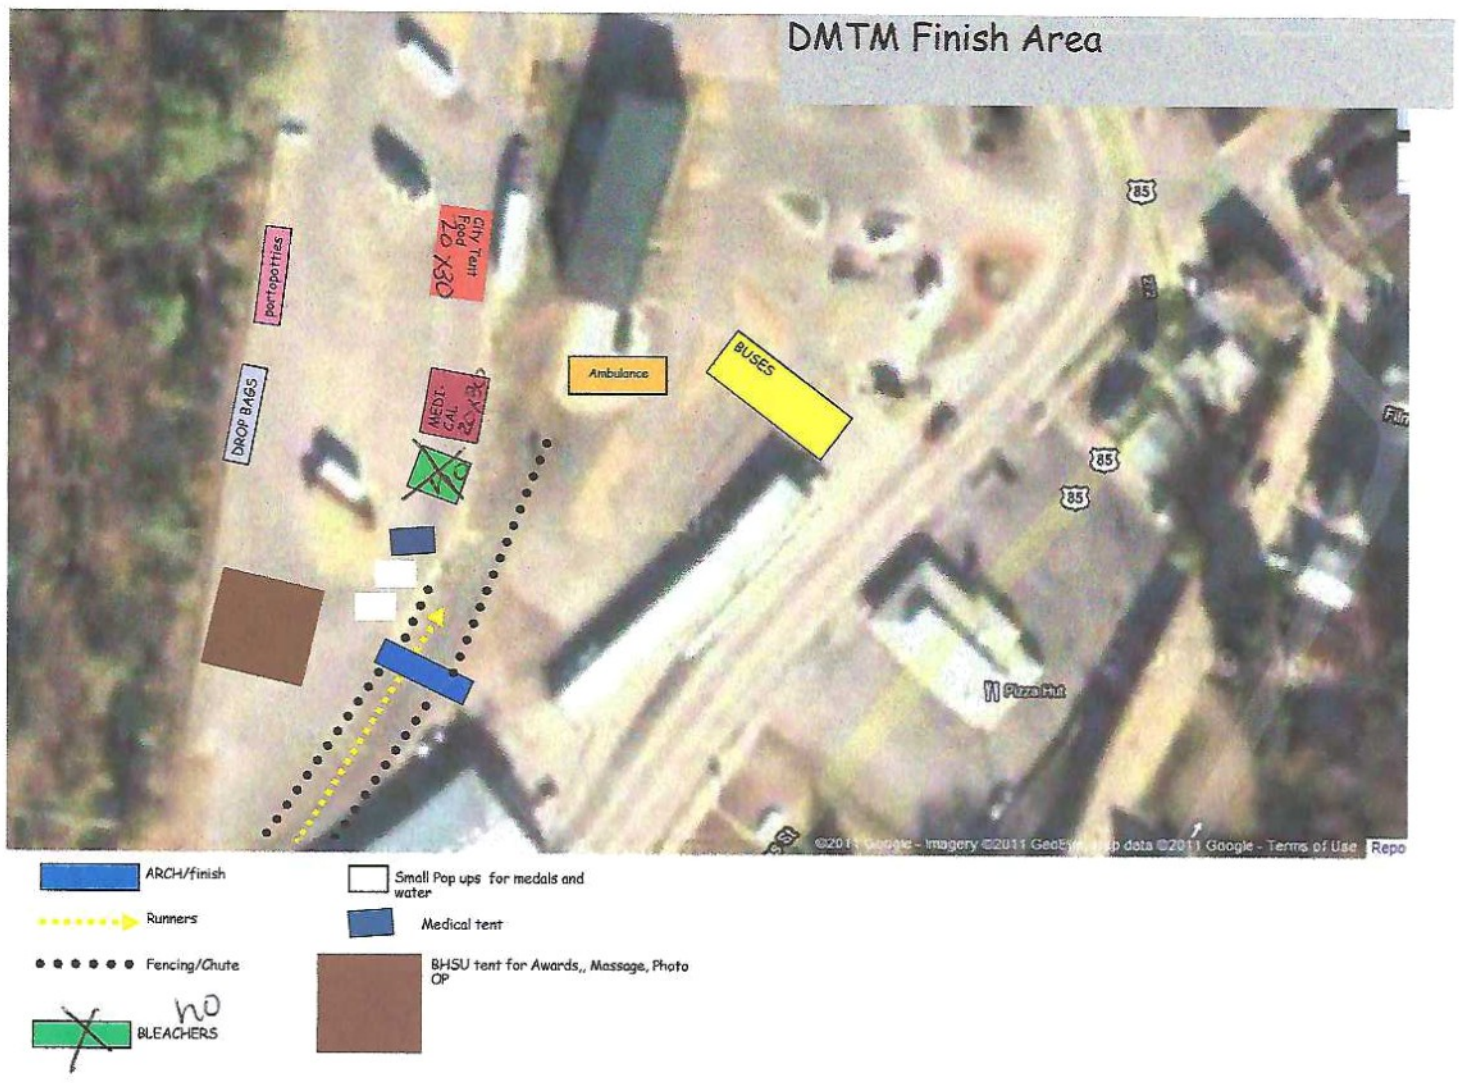 DMTM Finish Area
85
City Tent
Food
20 x30
portopotties
Ambulance
BUSES
DROP BAGS
MEDI-
CAL
20x30
no
85
85
Pizza Hut
©2011 Google - Imagery ©2011 GeoEye, Map data ©2011 Google - Terms of Use
Repo
ARCH/finish
Runners
Fencing/Chute
no
BLEACHERS
Small Pop ups for medals and
water
Medical tent
BHSU tent for Awards,, Massage, Photo
OP